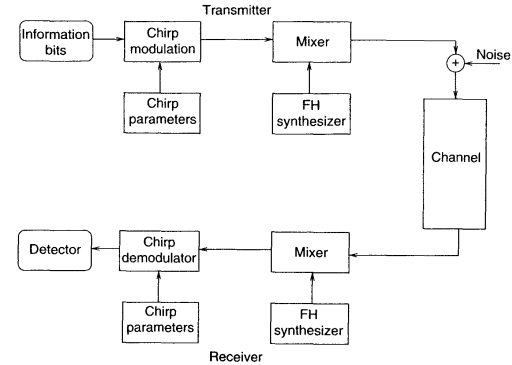 Transmitter
Information
bits
Chirp
modulation
Mixer
+
Noise
Chirp
parameters
FH
synthesizer
Channel
Detector
Chirp
demodulator
Mixer
Chirp
parameters
FH
synthesizer
Receiver